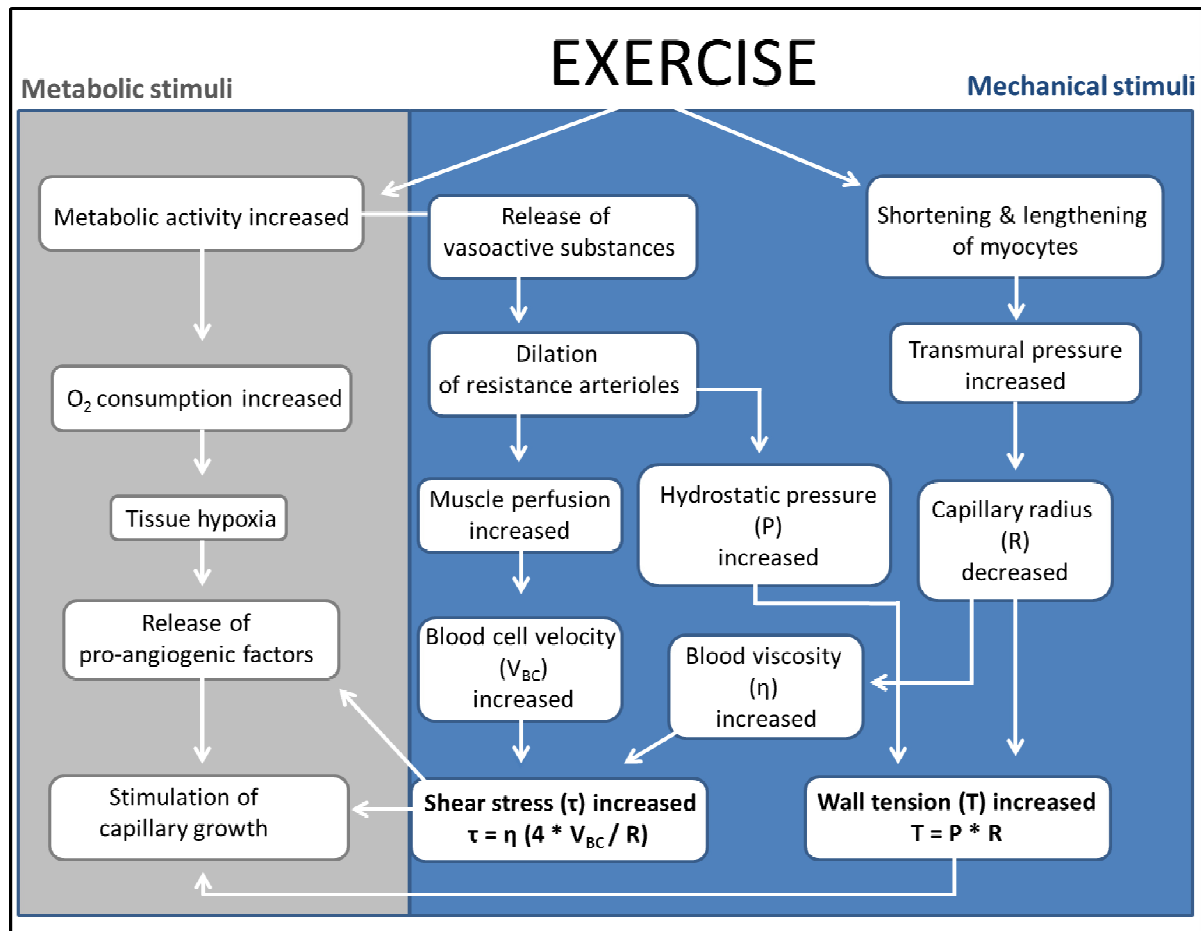 EXERCISE
Metabolic stimuli
Mechanical stimuli
Metabolic activity increased
Release of
vasoactive substances
Shortening & lengthening
of myocytes
Dilation
of resistance arterioles
Transmural pressure
increased
O₂ consumption increased
Muscle perfusion
increased
Hydrostatic pressure
(P)
increased
Capillary radius
(R)
decreased
Tissue hypoxia
Release of
pro-angiogenic factors
Blood cell velocity
(V_BC)
increased
Blood viscosity
(η)
increased
Stimulation of
capillary growth
Shear stress (τ) increased
τ = η (4 * V_BC / R)
Wall tension (T) increased
T = P * R